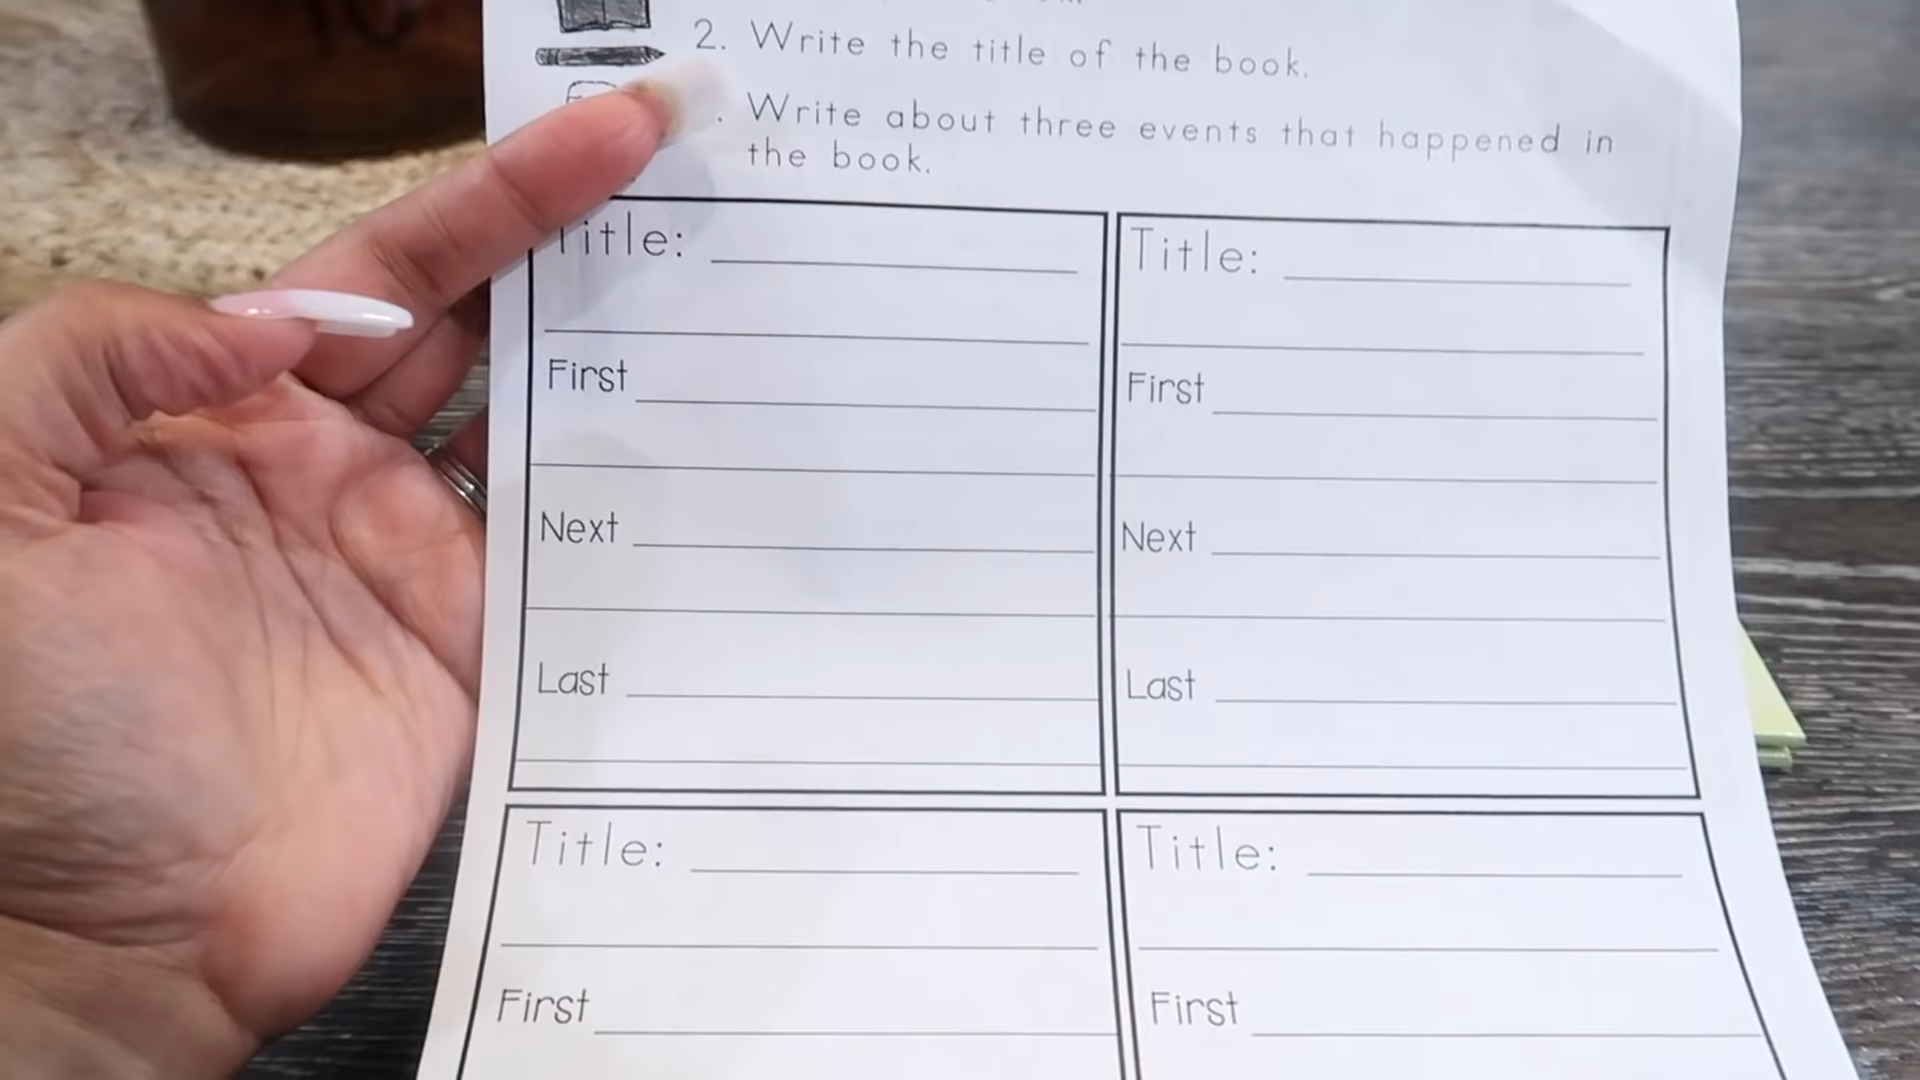 2. Write the title of the book.
. Write about three events that happened in
the book.
Title:
Title:
First
First
Next
Next
Last
Last
Title:
Title:
First
First